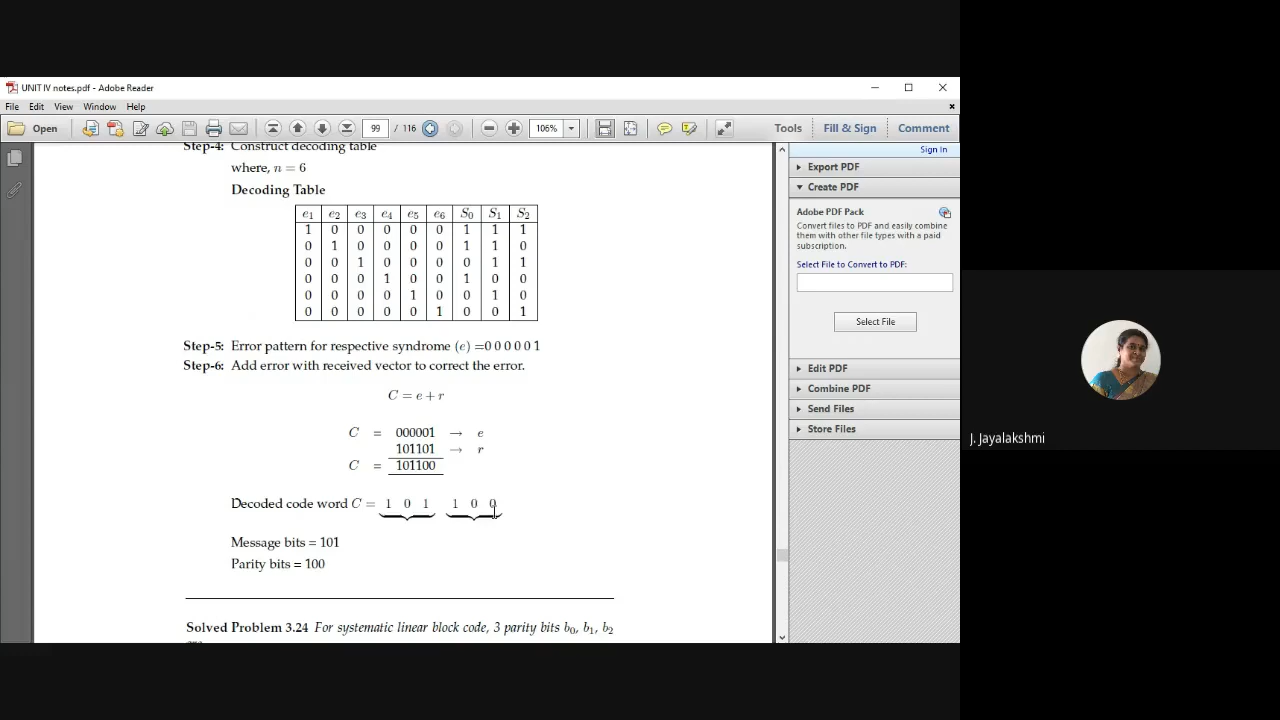 UNIT IV notes.pdf - Adobe Reader
File Edit View Window Help
Open 99 / 116 106% Tools Fill & Sign Comment
Sign In
Export PDF
Create PDF
Adobe PDF Pack
Convert files to PDF and easily combine
them with other file types with a paid
subscription.
Select File to Convert to PDF:
Select File
Edit PDF
Combine PDF
Send Files
Store Files
Step-4: Construct decoding table
where, n = 6
Decoding Table
e₁ e₂ e₃ e₄ e₅ e₆ S₀ S₁ S₂
1 0 0 0 0 0 1 1 1
0 1 0 0 0 0 1 1 0
0 0 1 0 0 0 0 1 1
0 0 0 1 0 0 1 0 0
0 0 0 0 1 0 0 1 0
0 0 0 0 0 1 0 0 1
Step-5: Error pattern for respective syndrome (e) =0 0 0 0 0 1
Step-6: Add error with received vector to correct the error.
C = e + r
C = 000001 → e
101101 → r
C = 101100
Decoded code word C = 1 0 1 1 0 0
Message bits = 101
Parity bits = 100
Solved Problem 3.24 For systematic linear block code, 3 parity bits b₀, b₁, b₂
J. Jayalakshmi